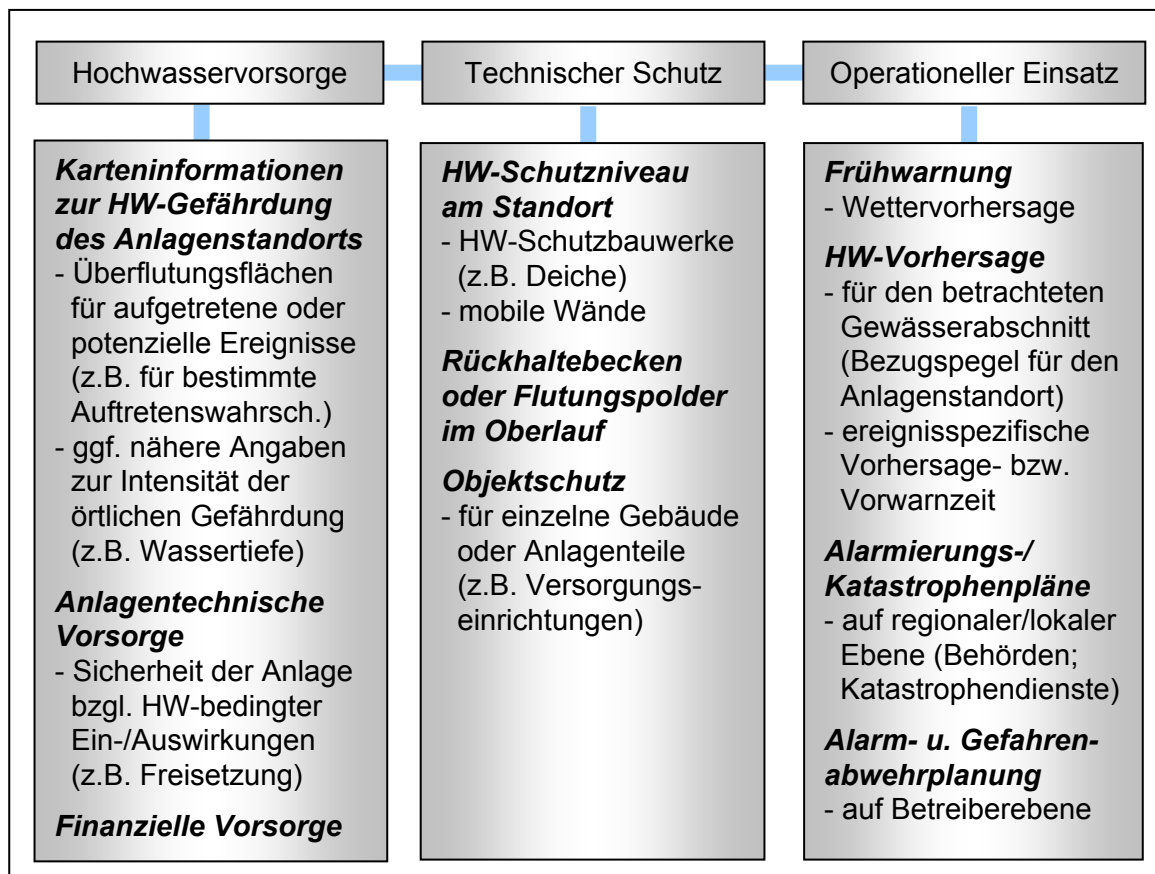 Hochwasservorsorge
Technischer Schutz
Operationeller Einsatz
Karteninformationen
zur HW-Gefährdung
des Anlagenstandorts
- Überflutungsflächen
für aufgetretene oder
potenzielle Ereignisse
(z.B. für bestimmte
Auftretenswahrsch.)
- ggf. nähere Angaben
zur Intensität der
örtlichen Gefährdung
(z.B. Wassertiefe)
Anlagentechnische
Vorsorge
- Sicherheit der Anlage
bzgl. HW-bedingter
Ein-/Auswirkungen
(z.B. Freisetzung)
Finanzielle Vorsorge
HW-Schutzniveau
am Standort
- HW-Schutzbauwerke
(z.B. Deiche)
- mobile Wände
Rückhaltebecken
oder Flutungspolder
im Oberlauf
Objektschutz
- für einzelne Gebäude
oder Anlagenteile
(z.B. Versorgungs-
einrichtungen)
Frühwarnung
- Wettervorhersage
HW-Vorhersage
- für den betrachteten
Gewässerabschnitt
(Bezugspegel für den
Anlagenstandort)
- ereignisspezifische
Vorhersage- bzw.
Vorwarnzeit
Alarmierungs-/
Katastrophenpläne
- auf regionaler/lokaler
Ebene (Behörden;
Katastrophendienste)
Alarm- u. Gefahren-
abwehrplanung
- auf Betreiberebene